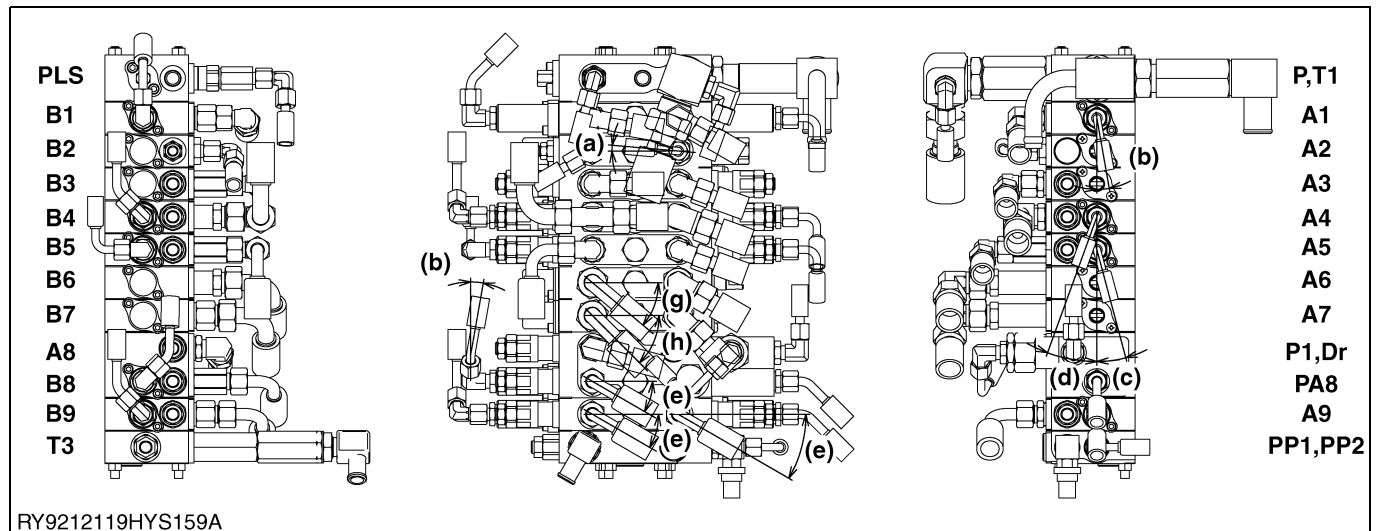 PLS
B1
B2
B3
B4
B5
B6
B7
A8
B8
B9
T3
(a)
(b)
(g)
(h)
(e)
(e)
(e)
(b)
(d) (c)
P,T1
A1
A2
A3
A4
A5
A6
A7
P1,Dr
PA8
A9
PP1,PP2
RY9212119HYS159A